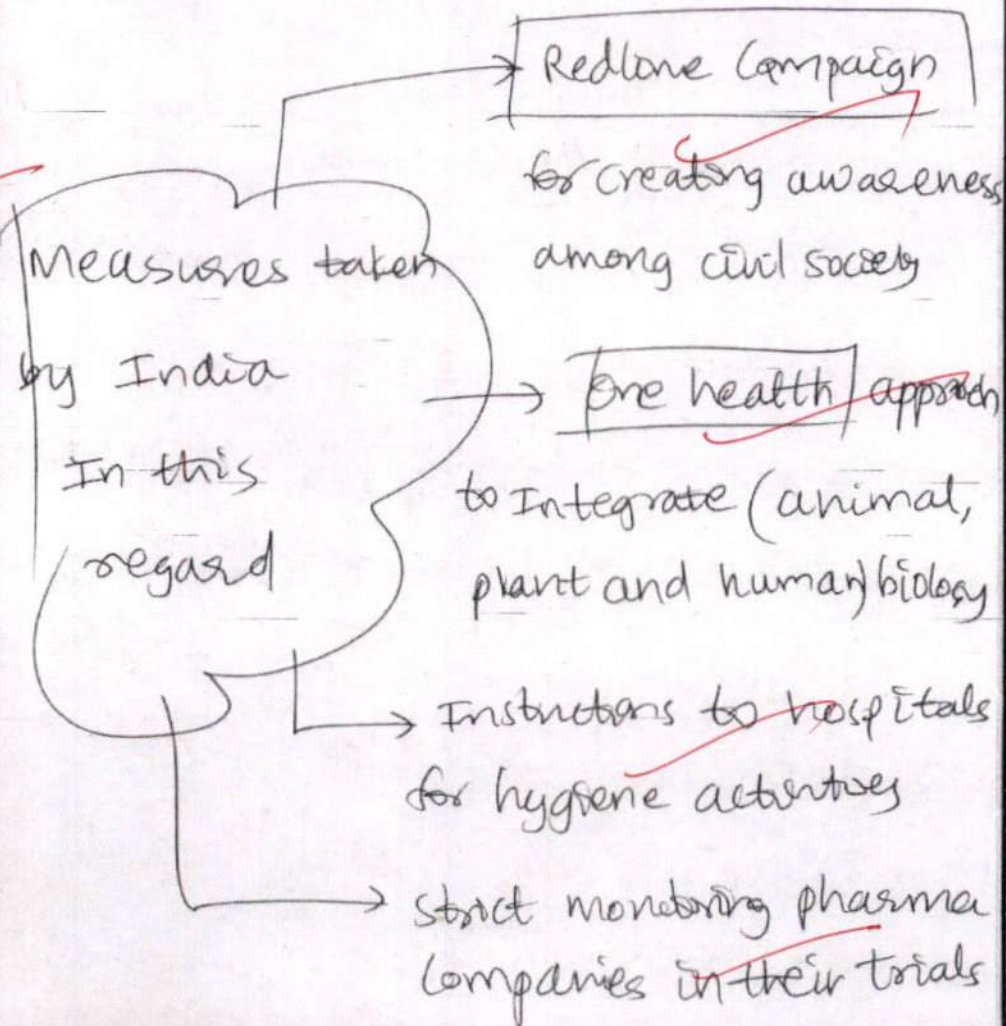 Redlone Campaign
for creating awareness
among civil society
Measures taken
by India
In this
regard
One health approach
to Integrate (animal,
plant and human) biology
Instructions to hospitals
for hygiene activities
strict monitoring pharma
companies in their trials